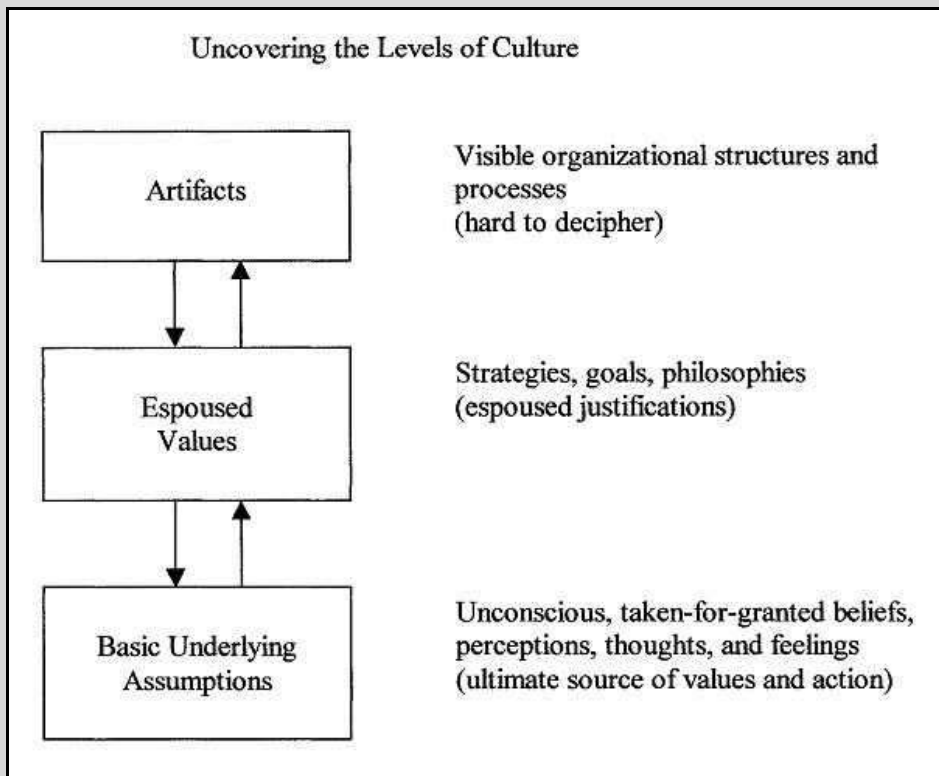 Uncovering the Levels of Culture
Artifacts
Visible organizational structures and
processes
(hard to decipher)
Espoused
Values
Strategies, goals, philosophies
(espoused justifications)
Basic Underlying
Assumptions
Unconscious, taken-for-granted beliefs,
perceptions, thoughts, and feelings
(ultimate source of values and action)